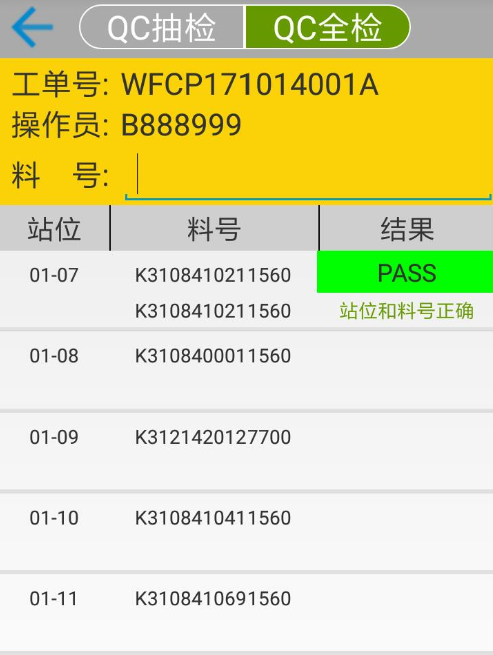 QC抽检 QC全检
工单号: WFCP171014001A
操作员: B888999
料 号:
站位 料号 结果
01-07 K3108410211560 PASS
K3108410211560 站位和料号正确
01-08 K3108400011560
01-09 K3121420127700
01-10 K3108410411560
01-11 K3108410691560